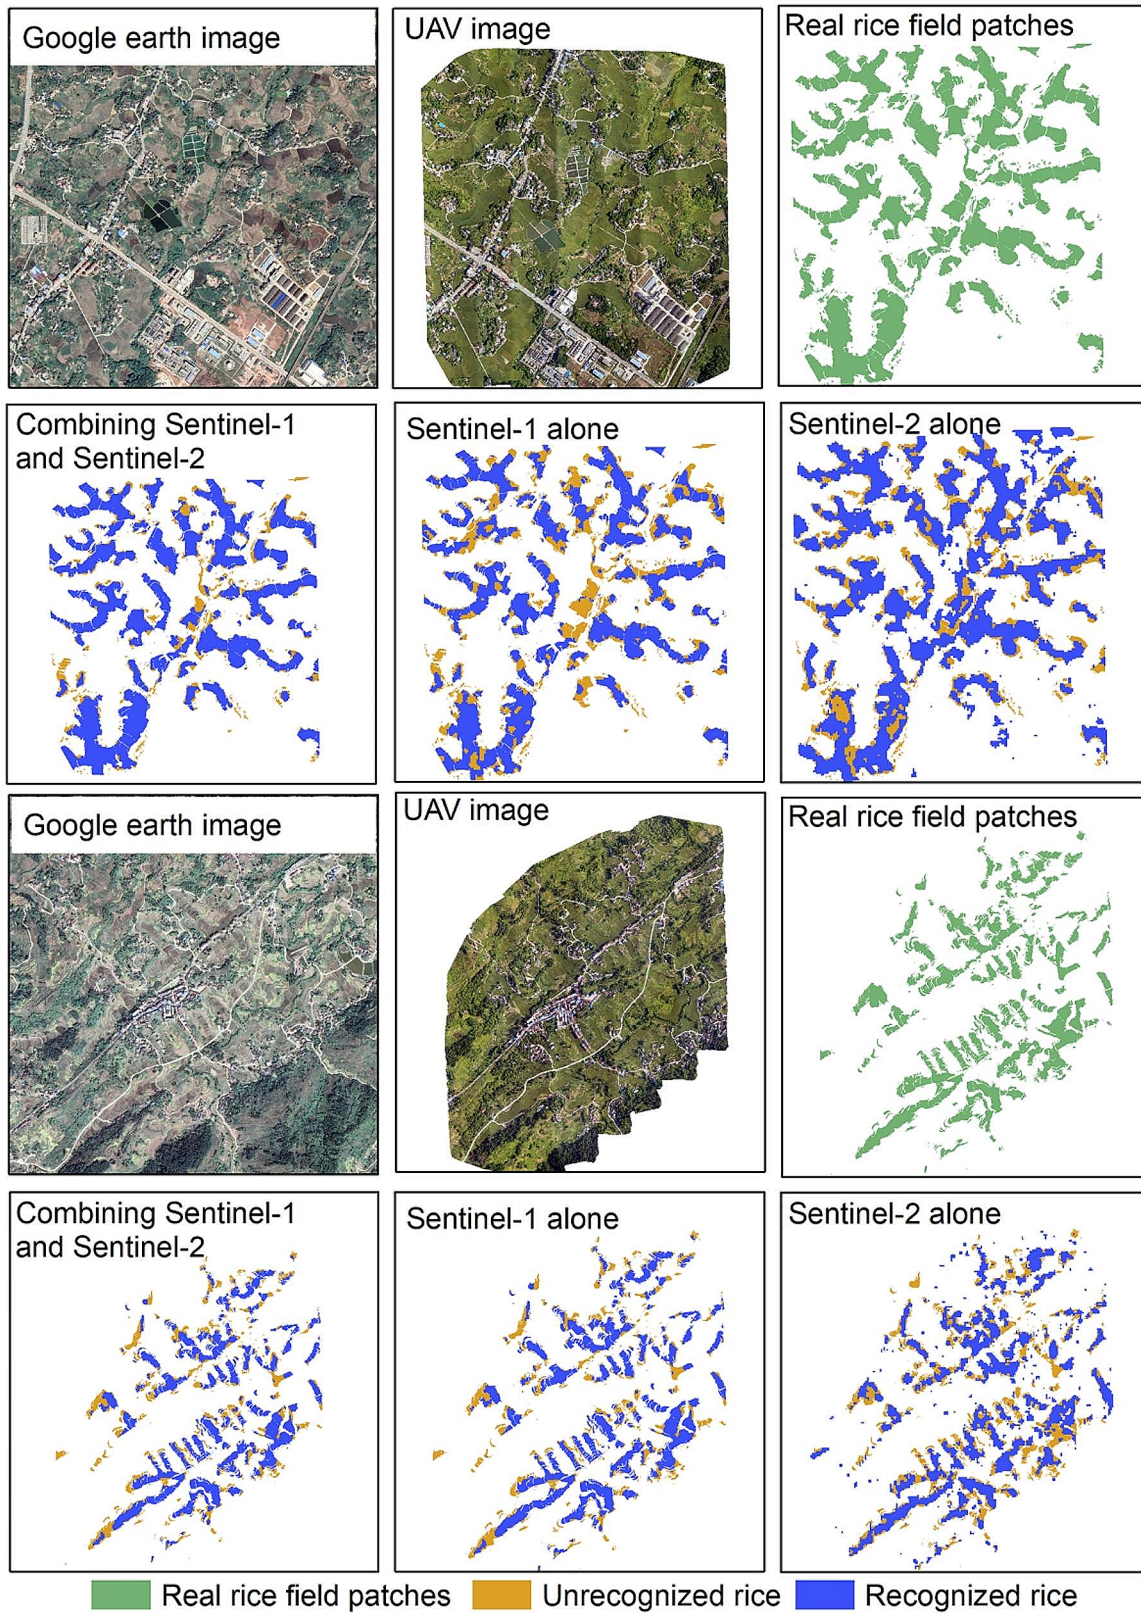 Google earth image
UAV image
Real rice field patches
Combining Sentinel-1
and Sentinel-2
Sentinel-1 alone
Sentinel-2 alone
Google earth image
UAV image
Real rice field patches
Combining Sentinel-1
and Sentinel-2
Sentinel-1 alone
Sentinel-2 alone
Real rice field patches
Unrecognized rice
Recognized rice